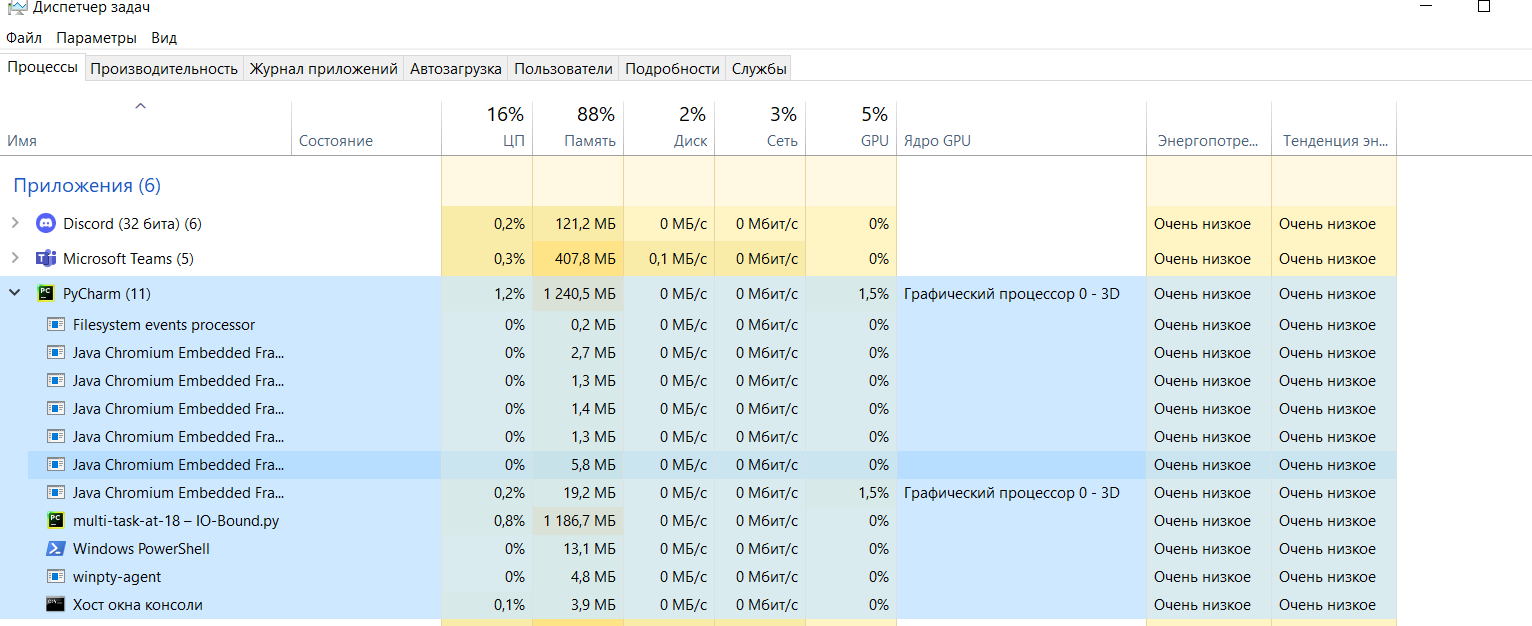 Диспетчер задач
Файл Параметры Вид
Процессы Производительность Журнал приложений Автозагрузка Пользователи Подробности Службы
16% 88% 2% 3% 5%
Имя Состояние ЦП Память Диск Сеть GPU Ядро GPU Энергопотре... Тенденция эн...
Приложения (6)
Discord (32 бита) (6) 0,2% 121,2 МБ 0 МБ/с 0 Мбит/с 0% Очень низкое Очень низкое
Microsoft Teams (5) 0,3% 407,8 МБ 0,1 МБ/с 0 Мбит/с 0% Очень низкое Очень низкое
PyCharm (11) 1,2% 1 240,5 МБ 0 МБ/с 0 Мбит/с 1,5% Графический процессор 0 - 3D Очень низкое Очень низкое
Filesystem events processor 0% 0,2 МБ 0 МБ/с 0 Мбит/с 0% Очень низкое Очень низкое
Java Chromium Embedded Fra... 0% 2,7 МБ 0 МБ/с 0 Мбит/с 0% Очень низкое Очень низкое
Java Chromium Embedded Fra... 0% 1,3 МБ 0 МБ/с 0 Мбит/с 0% Очень низкое Очень низкое
Java Chromium Embedded Fra... 0% 1,4 МБ 0 МБ/с 0 Мбит/с 0% Очень низкое Очень низкое
Java Chromium Embedded Fra... 0% 1,3 МБ 0 МБ/с 0 Мбит/с 0% Очень низкое Очень низкое
Java Chromium Embedded Fra... 0% 5,8 МБ 0 МБ/с 0 Мбит/с 0% Очень низкое Очень низкое
Java Chromium Embedded Fra... 0,2% 19,2 МБ 0 МБ/с 0 Мбит/с 1,5% Графический процессор 0 - 3D Очень низкое Очень низкое
multi-task-at-18 – IO-Bound.py 0,8% 1 186,7 МБ 0 МБ/с 0 Мбит/с 0% Очень низкое Очень низкое
Windows PowerShell 0% 13,1 МБ 0 МБ/с 0 Мбит/с 0% Очень низкое Очень низкое
winpty-agent 0% 4,8 МБ 0 МБ/с 0 Мбит/с 0% Очень низкое Очень низкое
Хост окна консоли 0,1% 3,9 МБ 0 МБ/с 0 Мбит/с 0% Очень низкое Очень низкое